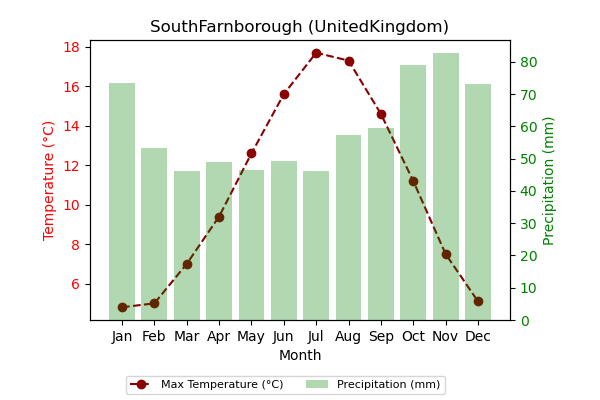 SouthFarnborough (UnitedKingdom)
18
16
14
12
10
8
6
Temperature (°C)
80
70
60
50
40
30
20
10
0
Precipitation (mm)
Jan Feb Mar Apr May Jun Jul Aug Sep Oct Nov Dec
Month
Max Temperature (°C) Precipitation (mm)